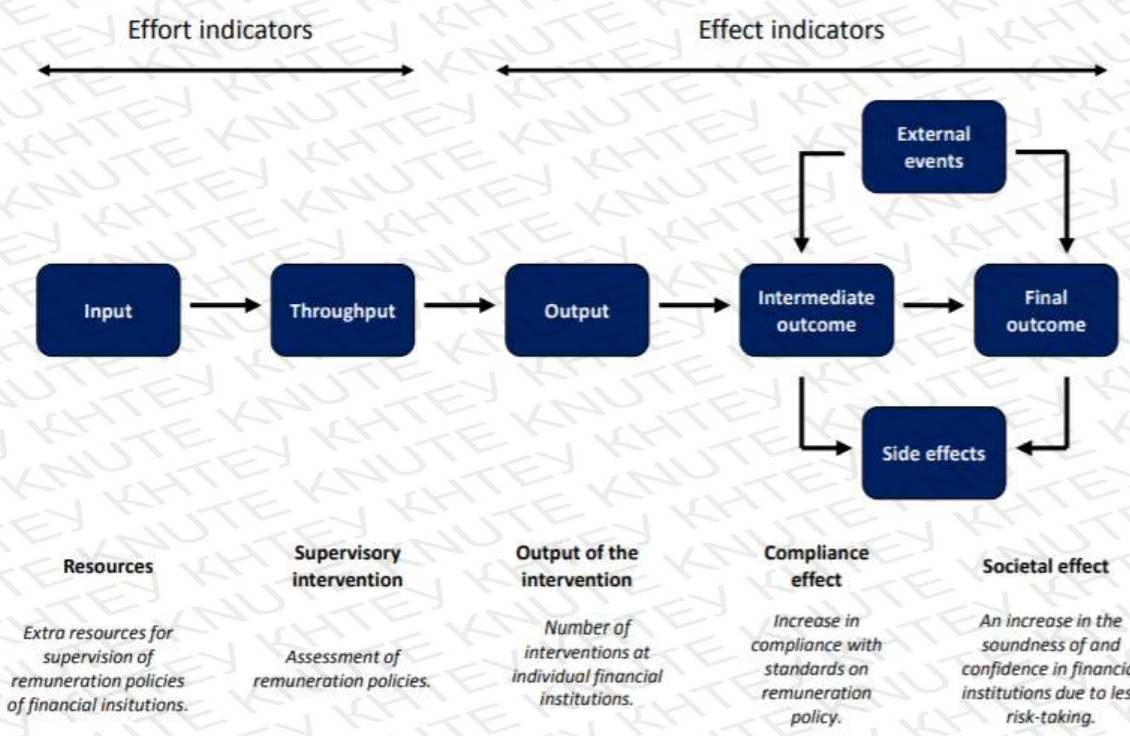 Effort indicators
Effect indicators
External
events
Input
Throughput
Output
Intermediate
outcome
Final
outcome
Side effects
Resources
Extra resources for
supervision of
remuneration policies
of financial insitutions.
Supervisory
intervention
Assessment of
remuneration policies.
Output of the
intervention
Number of
interventions at
individual financial
institutions.
Compliance
effect
Increase in
compliance with
standards on
remuneration
policy.
Societal effect
An increase in the
soundness of and
confidence in financia
institutions due to les
risk-taking.